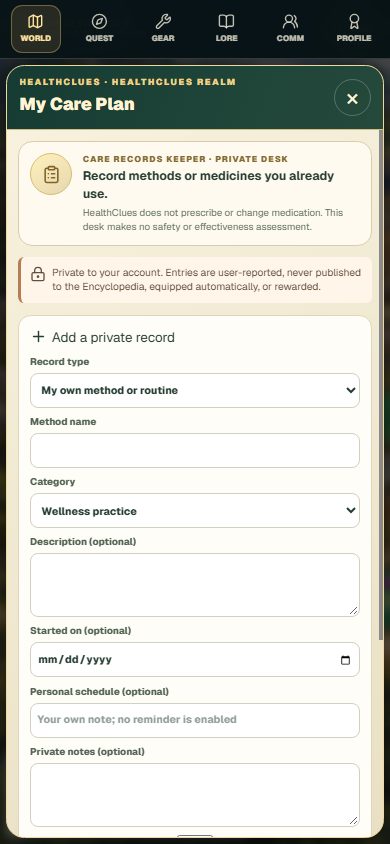 WORLD
QUEST
GEAR
LORE
COMM
PROFILE
HEALTHCLUES · HEALTHCLUES REALM
My Care Plan
CARE RECORDS KEEPER · PRIVATE DESK
Record methods or medicines you already
use.
HealthClues does not prescribe or change medication. This
desk makes no safety or effectiveness assessment.
Private to your account. Entries are user-reported, never published
to the Encyclopedia, equipped automatically, or rewarded.
Add a private record
Record type
My own method or routine
Method name
Category
Wellness practice
Description (optional)
Started on (optional)
mm/dd/yyyy
Personal schedule (optional)
Your own note; no reminder is enabled
Private notes (optional)